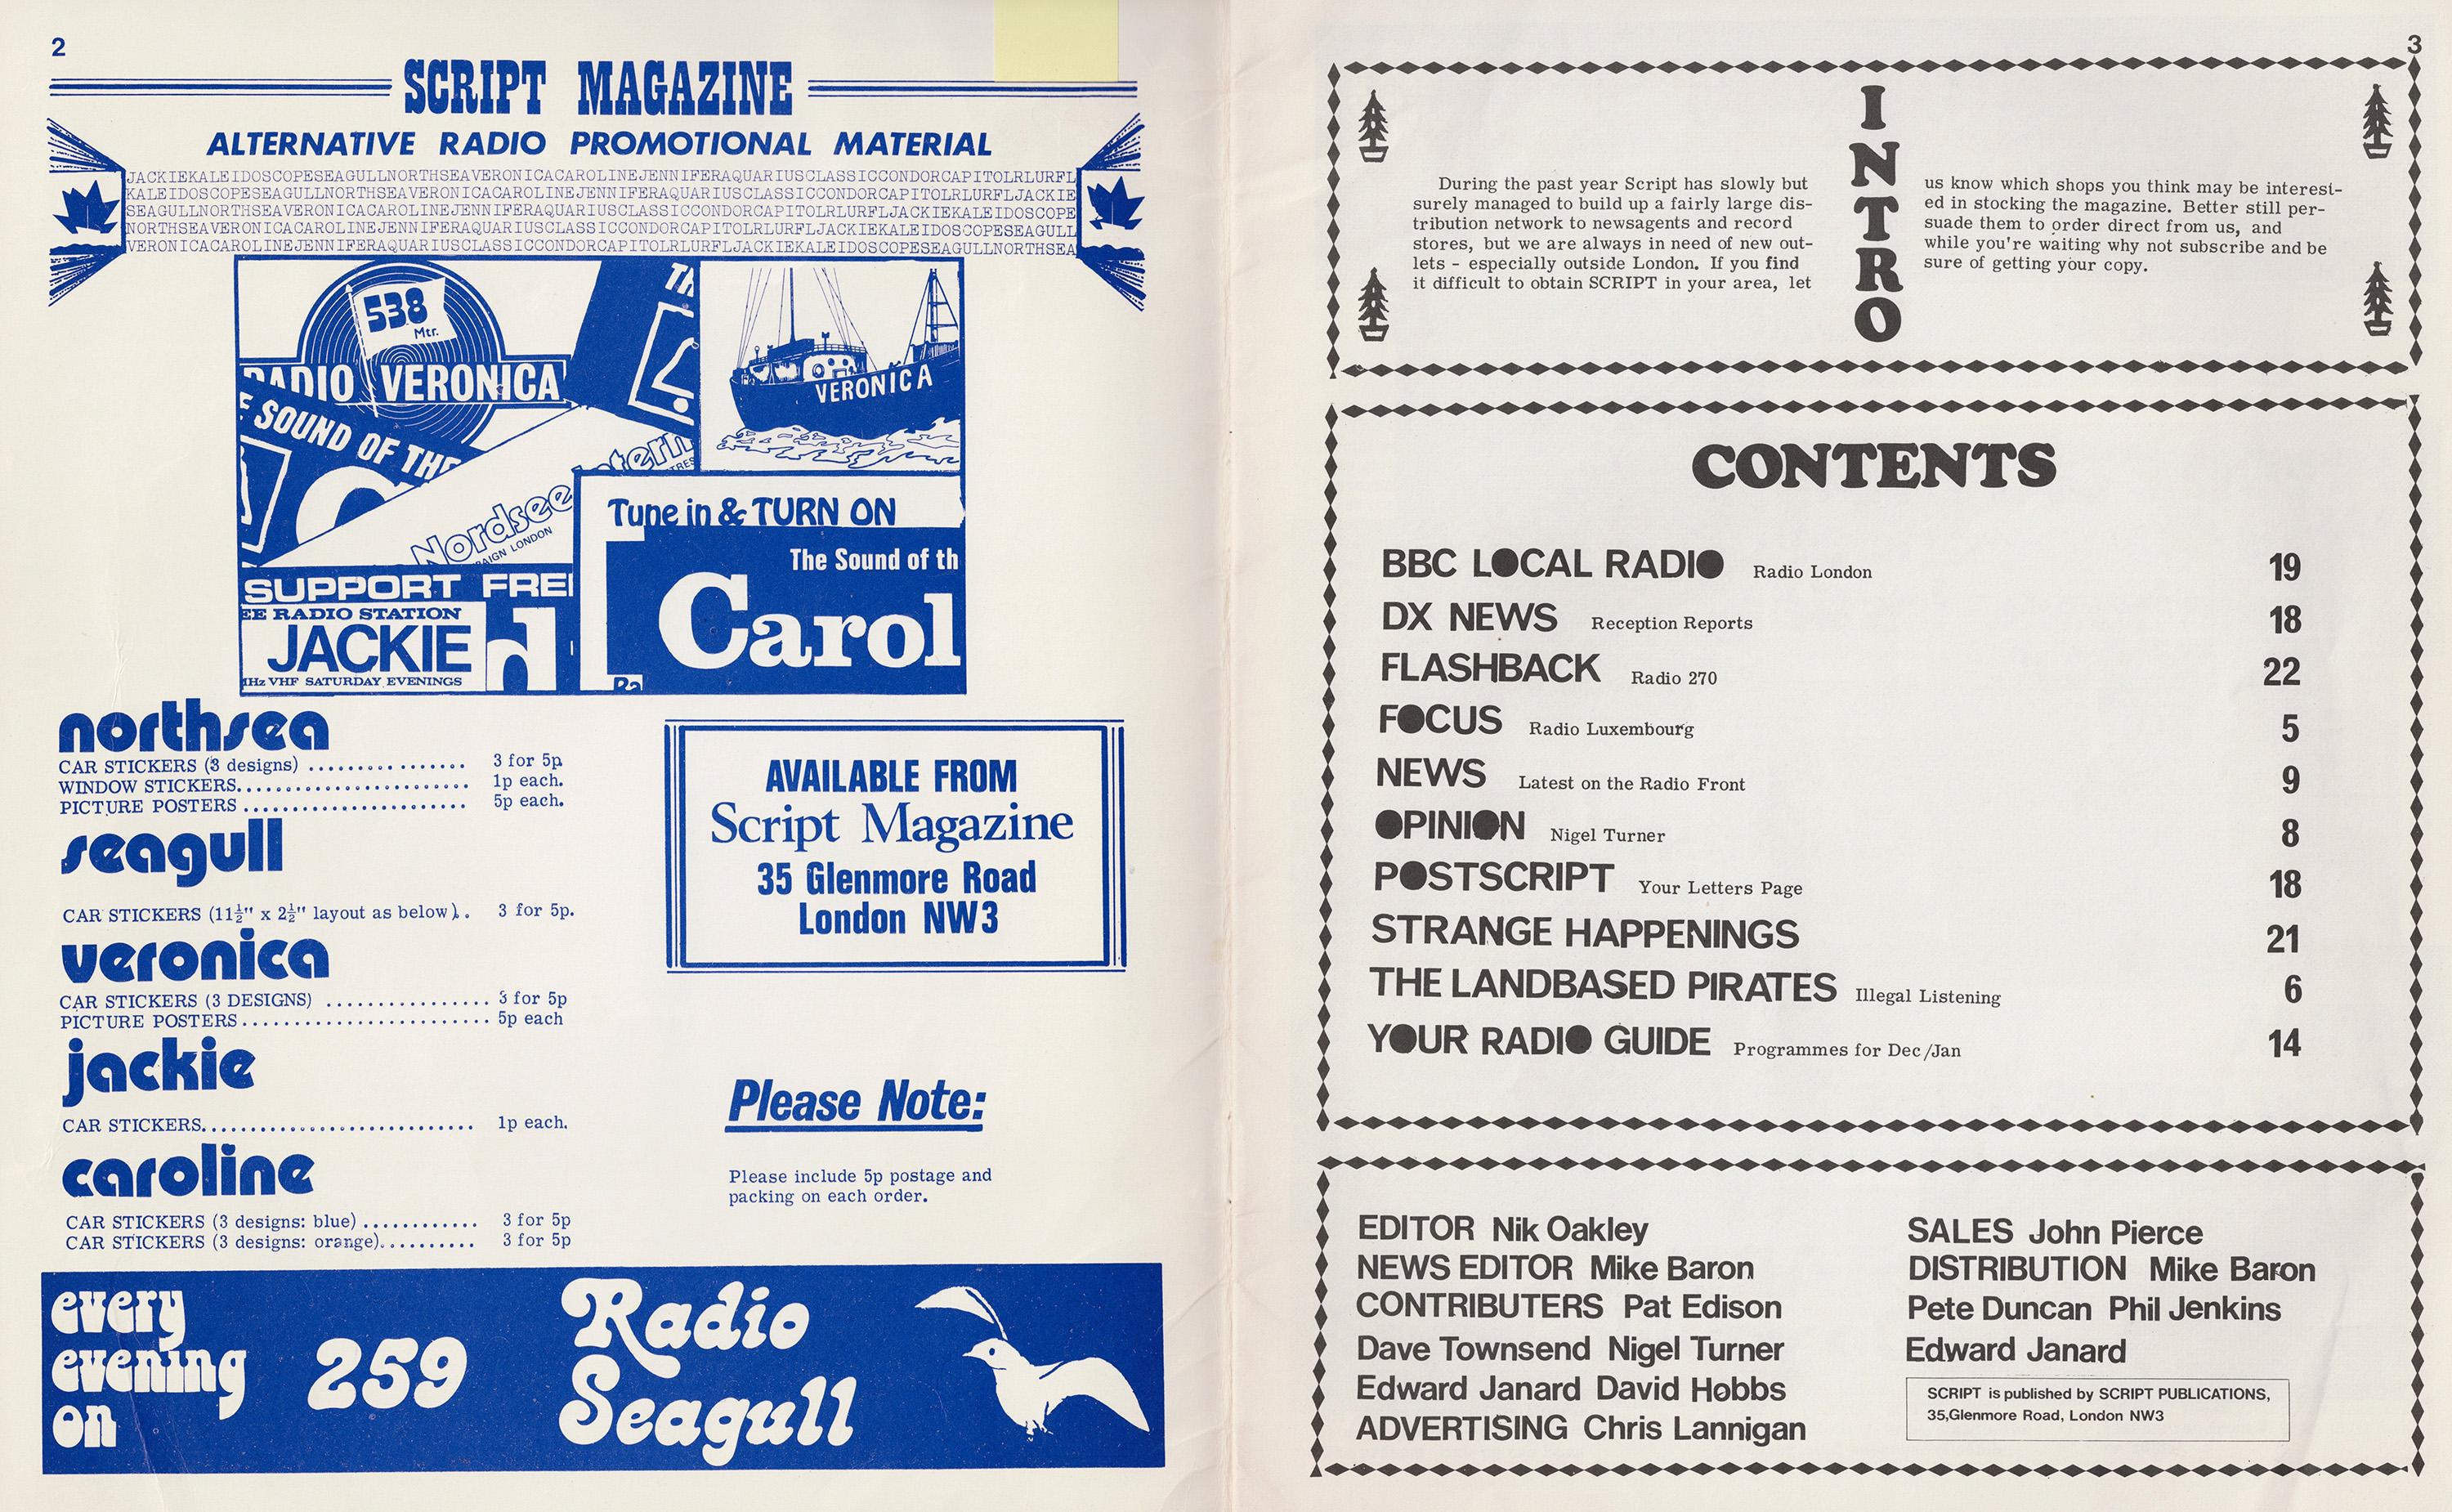 2
SCRIPT MAGAZINE
ALTERNATIVE RADIO PROMOTIONAL MATERIAL
JACKIEKALEIDOSCOPESEAGULLNORTHSEAVERONICACAROLINEJENNIFERAQUARIUSCLASSICCONDORCAPITOLRLURFL
KALEIDOSCOPESEAGULLNORTHSEAVERONICACAROLINEJENNIFERAQUARIUSCLASSICCONDORCAPITOLRLURFLJACKIE
SEAGULLNORTHSEAVERONICACAROLINEJENNIFERAQUARIUSCLASSICCONDORCAPITOLRLURFLJACKIEKALEIDOSCOPE
NORTHSEAVERONICACAROLINEJENNIFERAQUARIUSCLASSICCONDORCAPITOLRLURFLJACKIEKALEIDOSCOPESEAGULL
VERONICACAROLINEJENNIFERAQUARIUSCLASSICCONDORCAPITOLRLURFLJACKIEKALEIDOSCOPESEAGULLNORTHSEA
538
Mtr.
RADIO VERONICA
TH
VERONICA
E SOUND OF THE
ntern
TRES
Nordsee
AIGN LONDON
Tune in & TURN ON
The Sound of th
Carol
SUPPORT FREE
EE RADIO STATION
JACKIE
MHz VHF SATURDAY EVENINGS
d
Ra
northsea
CAR STICKERS (3 designs) ................ 3 for 5p
WINDOW STICKERS........................ 1p each.
PICTURE POSTERS ....................... 5p each.
seagull
CAR STICKERS (11½" x 2½" layout as below). . 3 for 5p.
veronica
CAR STICKERS (3 DESIGNS) ................ 3 for 5p
PICTURE POSTERS ........................ 5p each
jackie
CAR STICKERS........................... 1p each.
caroline
CAR STICKERS (3 designs: blue) ............ 3 for 5p
CAR STICKERS (3 designs: orange).......... 3 for 5p
AVAILABLE FROM
Script Magazine
35 Glenmore Road
London NW3
Please Note:
Please include 5p postage and
packing on each order.
every
evening
on
259
Radio
Seagull
3
INTRO
During the past year Script has slowly but
surely managed to build up a fairly large dis-
tribution network to newsagents and record
stores, but we are always in need of new out-
lets - especially outside London. If you find
it difficult to obtain SCRIPT in your area, let
us know which shops you think may be interest-
ed in stocking the magazine. Better still per-
suade them to order direct from us, and
while you're waiting why not subscribe and be
sure of getting your copy.
CONTENTS
BBC LOCAL RADIO Radio London 19
DX NEWS Reception Reports 18
FLASHBACK Radio 270 22
FOCUS Radio Luxembourg 5
NEWS Latest on the Radio Front 9
OPINION Nigel Turner 8
POSTSCRIPT Your Letters Page 18
STRANGE HAPPENINGS 21
THE LANDBASED PIRATES Illegal Listening 6
YOUR RADIO GUIDE Programmes for Dec/Jan 14
EDITOR Nik Oakley
NEWS EDITOR Mike Baron
CONTRIBUTERS Pat Edison
Dave Townsend Nigel Turner
Edward Janard David Hobbs
ADVERTISING Chris Lannigan
SALES John Pierce
DISTRIBUTION Mike Baron
Pete Duncan Phil Jenkins
Edward Janard
SCRIPT is published by SCRIPT PUBLICATIONS,
35,Glenmore Road, London NW3